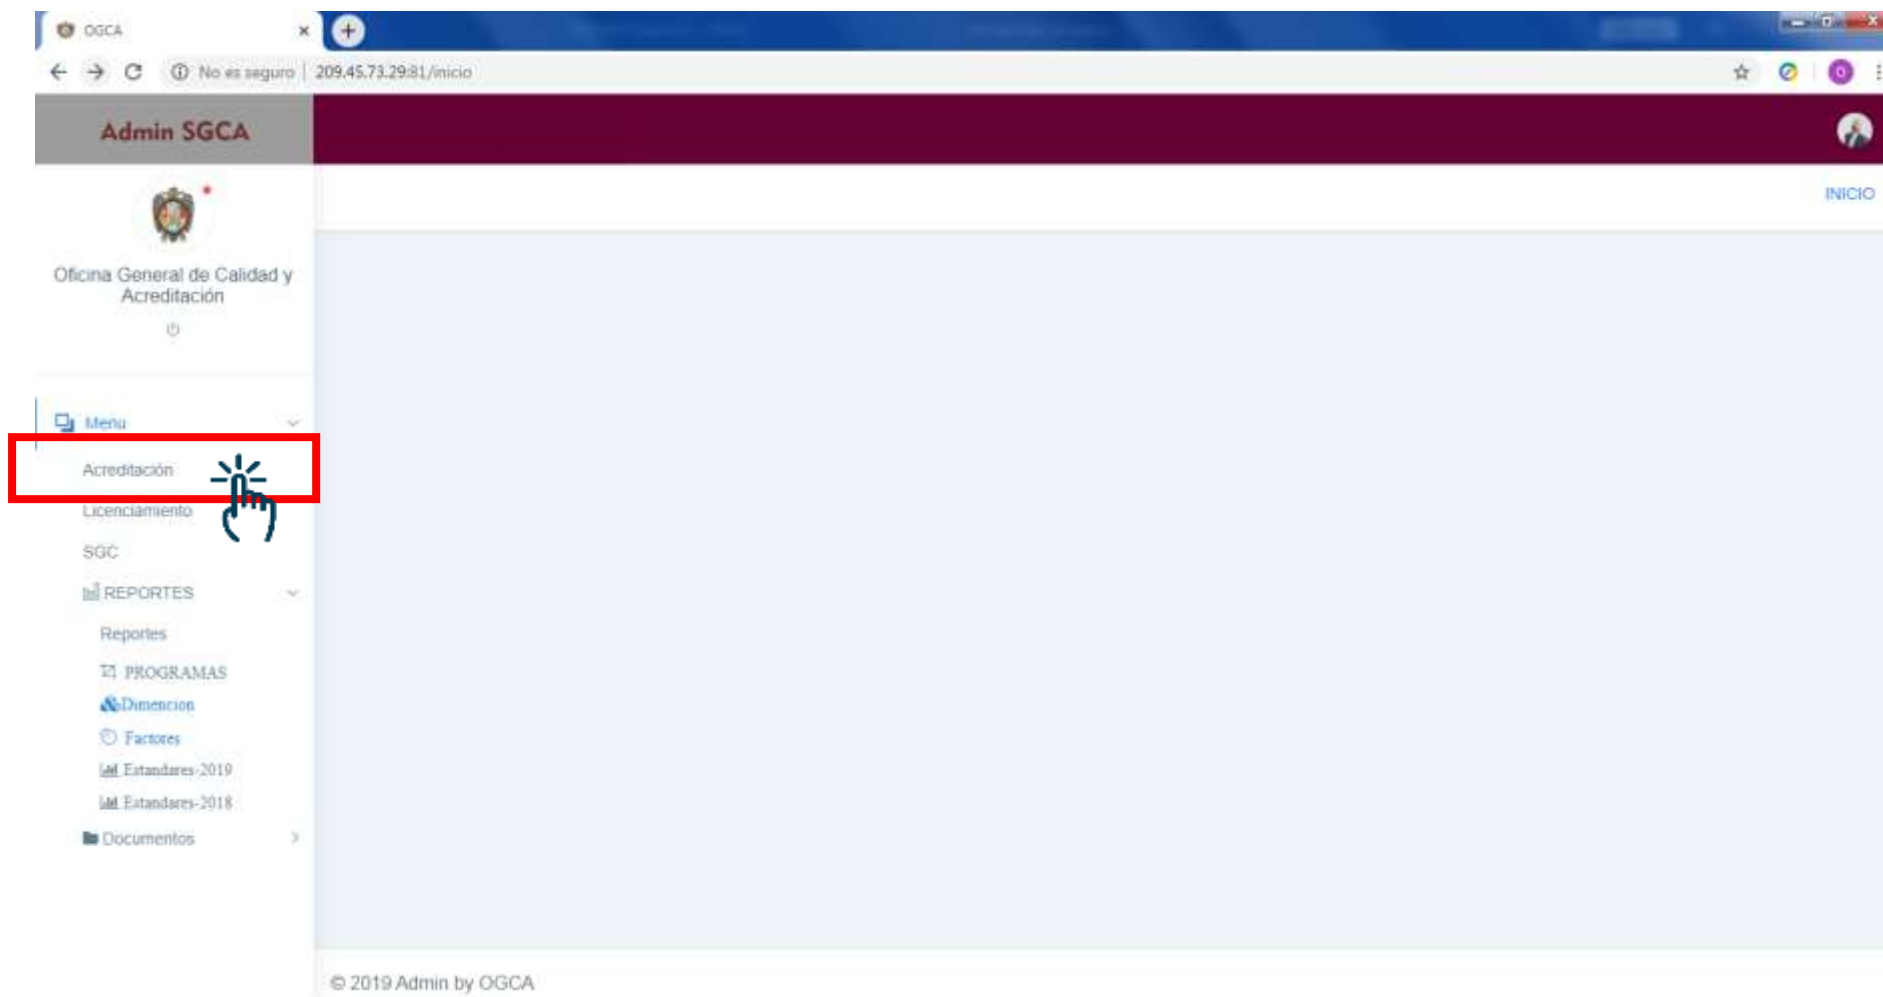 OGCA
No es seguro | 209.45.73.29:81/inicio
O
Admin SGCA
INICIO
Oficina General de Calidad y
Acreditación
Menu
Acreditación
Licenciamiento
SGC
REPORTES
Reportes
PROGRAMAS
Dimencion
Factores
Estandares-2019
Estandares-2018
Documentos
© 2019 Admin by OGCA